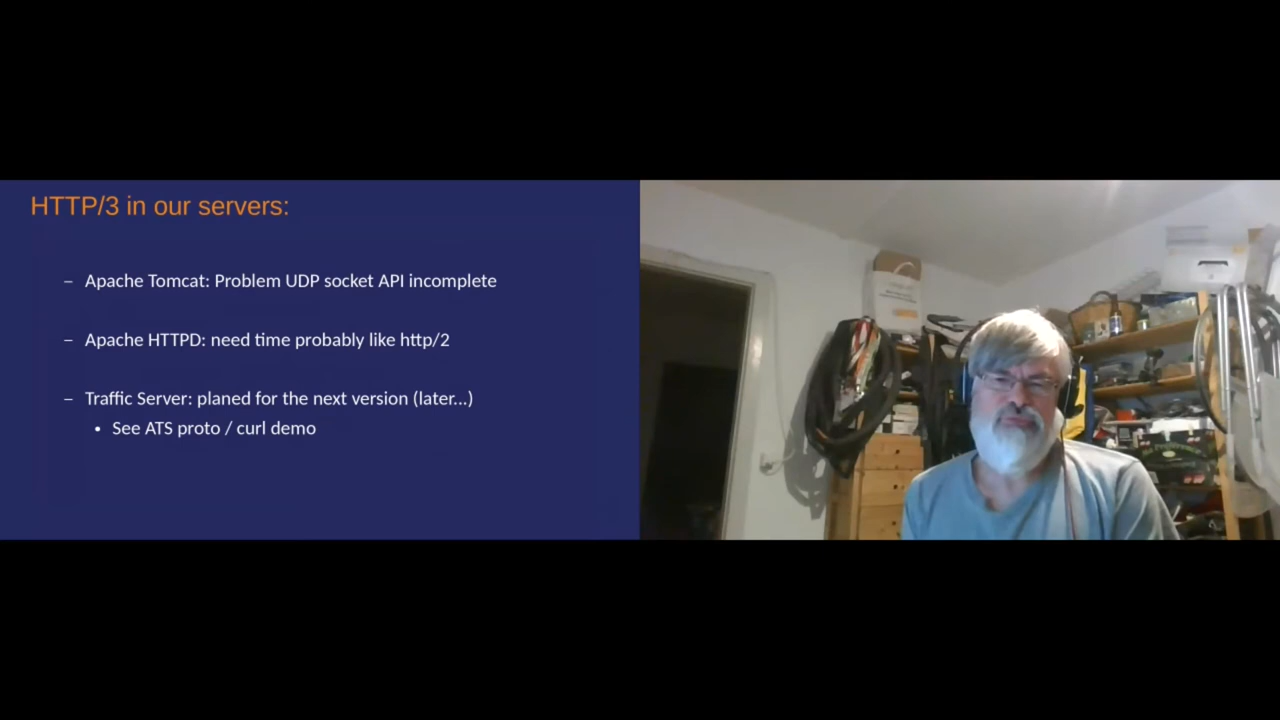 HTTP/3 in our servers:
– Apache Tomcat: Problem UDP socket API incomplete
– Apache HTTPD: need time probably like http/2
– Traffic Server: planed for the next version (later...)
• See ATS proto / curl demo